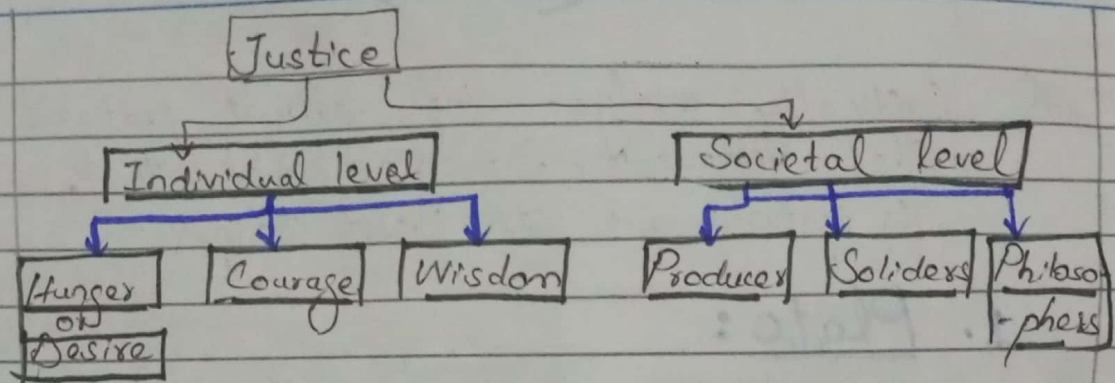 Justice
Individual level
Societal level
Hunger
or
Desire
Courage
Wisdom
Producer
Soliders
Philoso
-phers